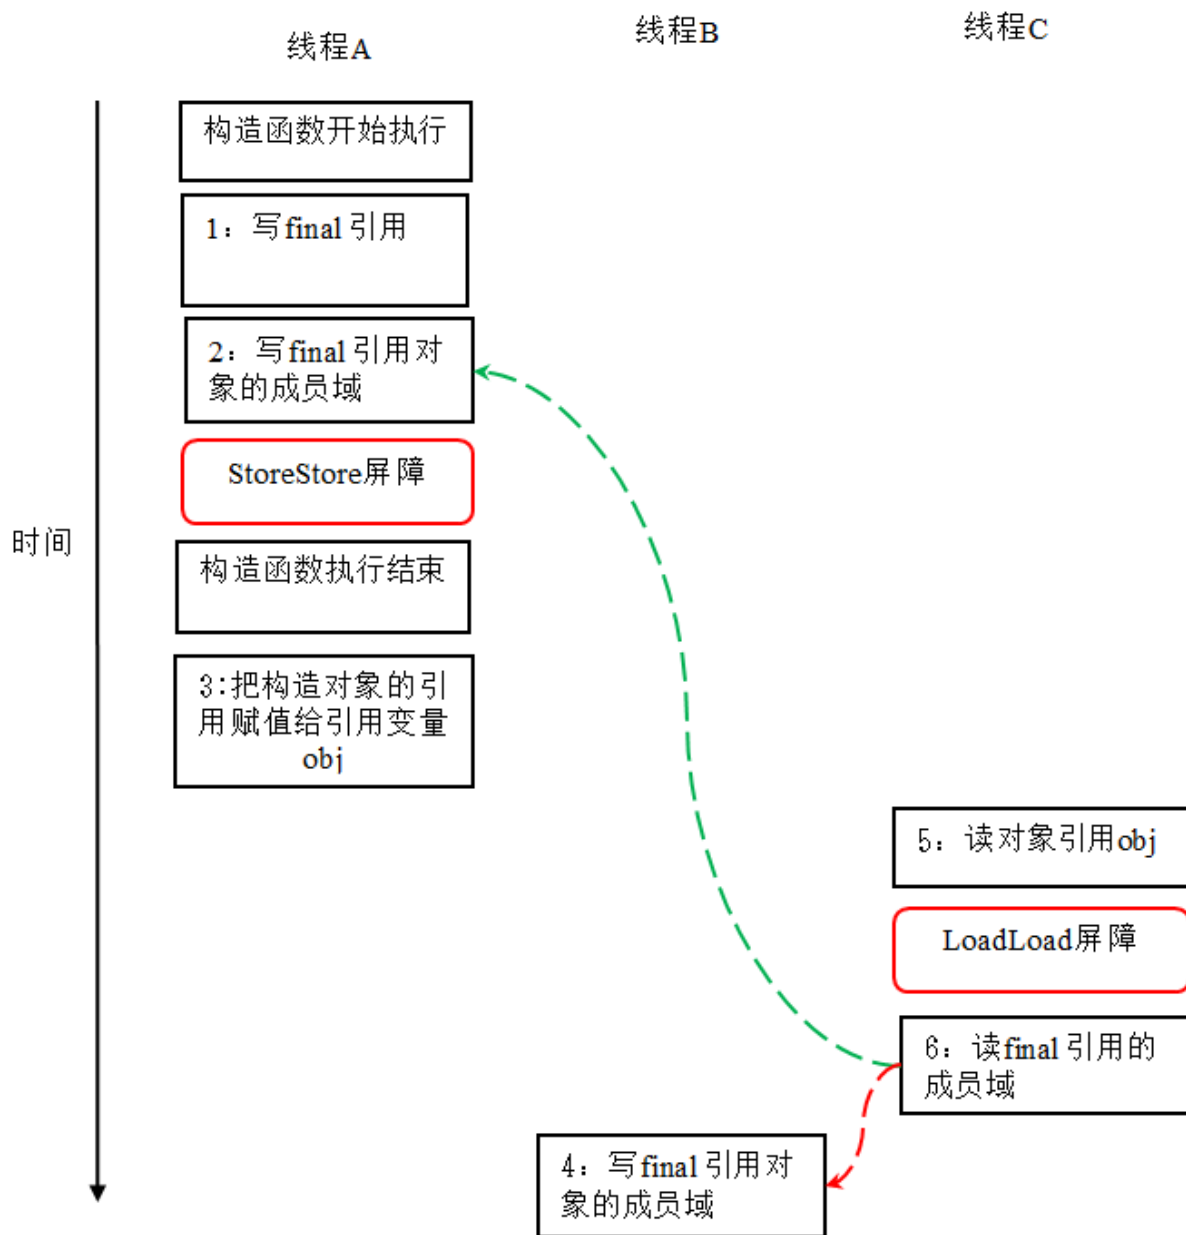 线程A
线程B
线程C
构造函数开始执行
1：写final 引用
2：写final 引用对
象的成员域
StoreStore屏障
时间
构造函数执行结束
3:把构造对象的引
用赋值给引用变量
obj
5：读对象引用obj
LoadLoad屏障
6：读final 引用的
成员域
4：写final 引用对
象的成员域